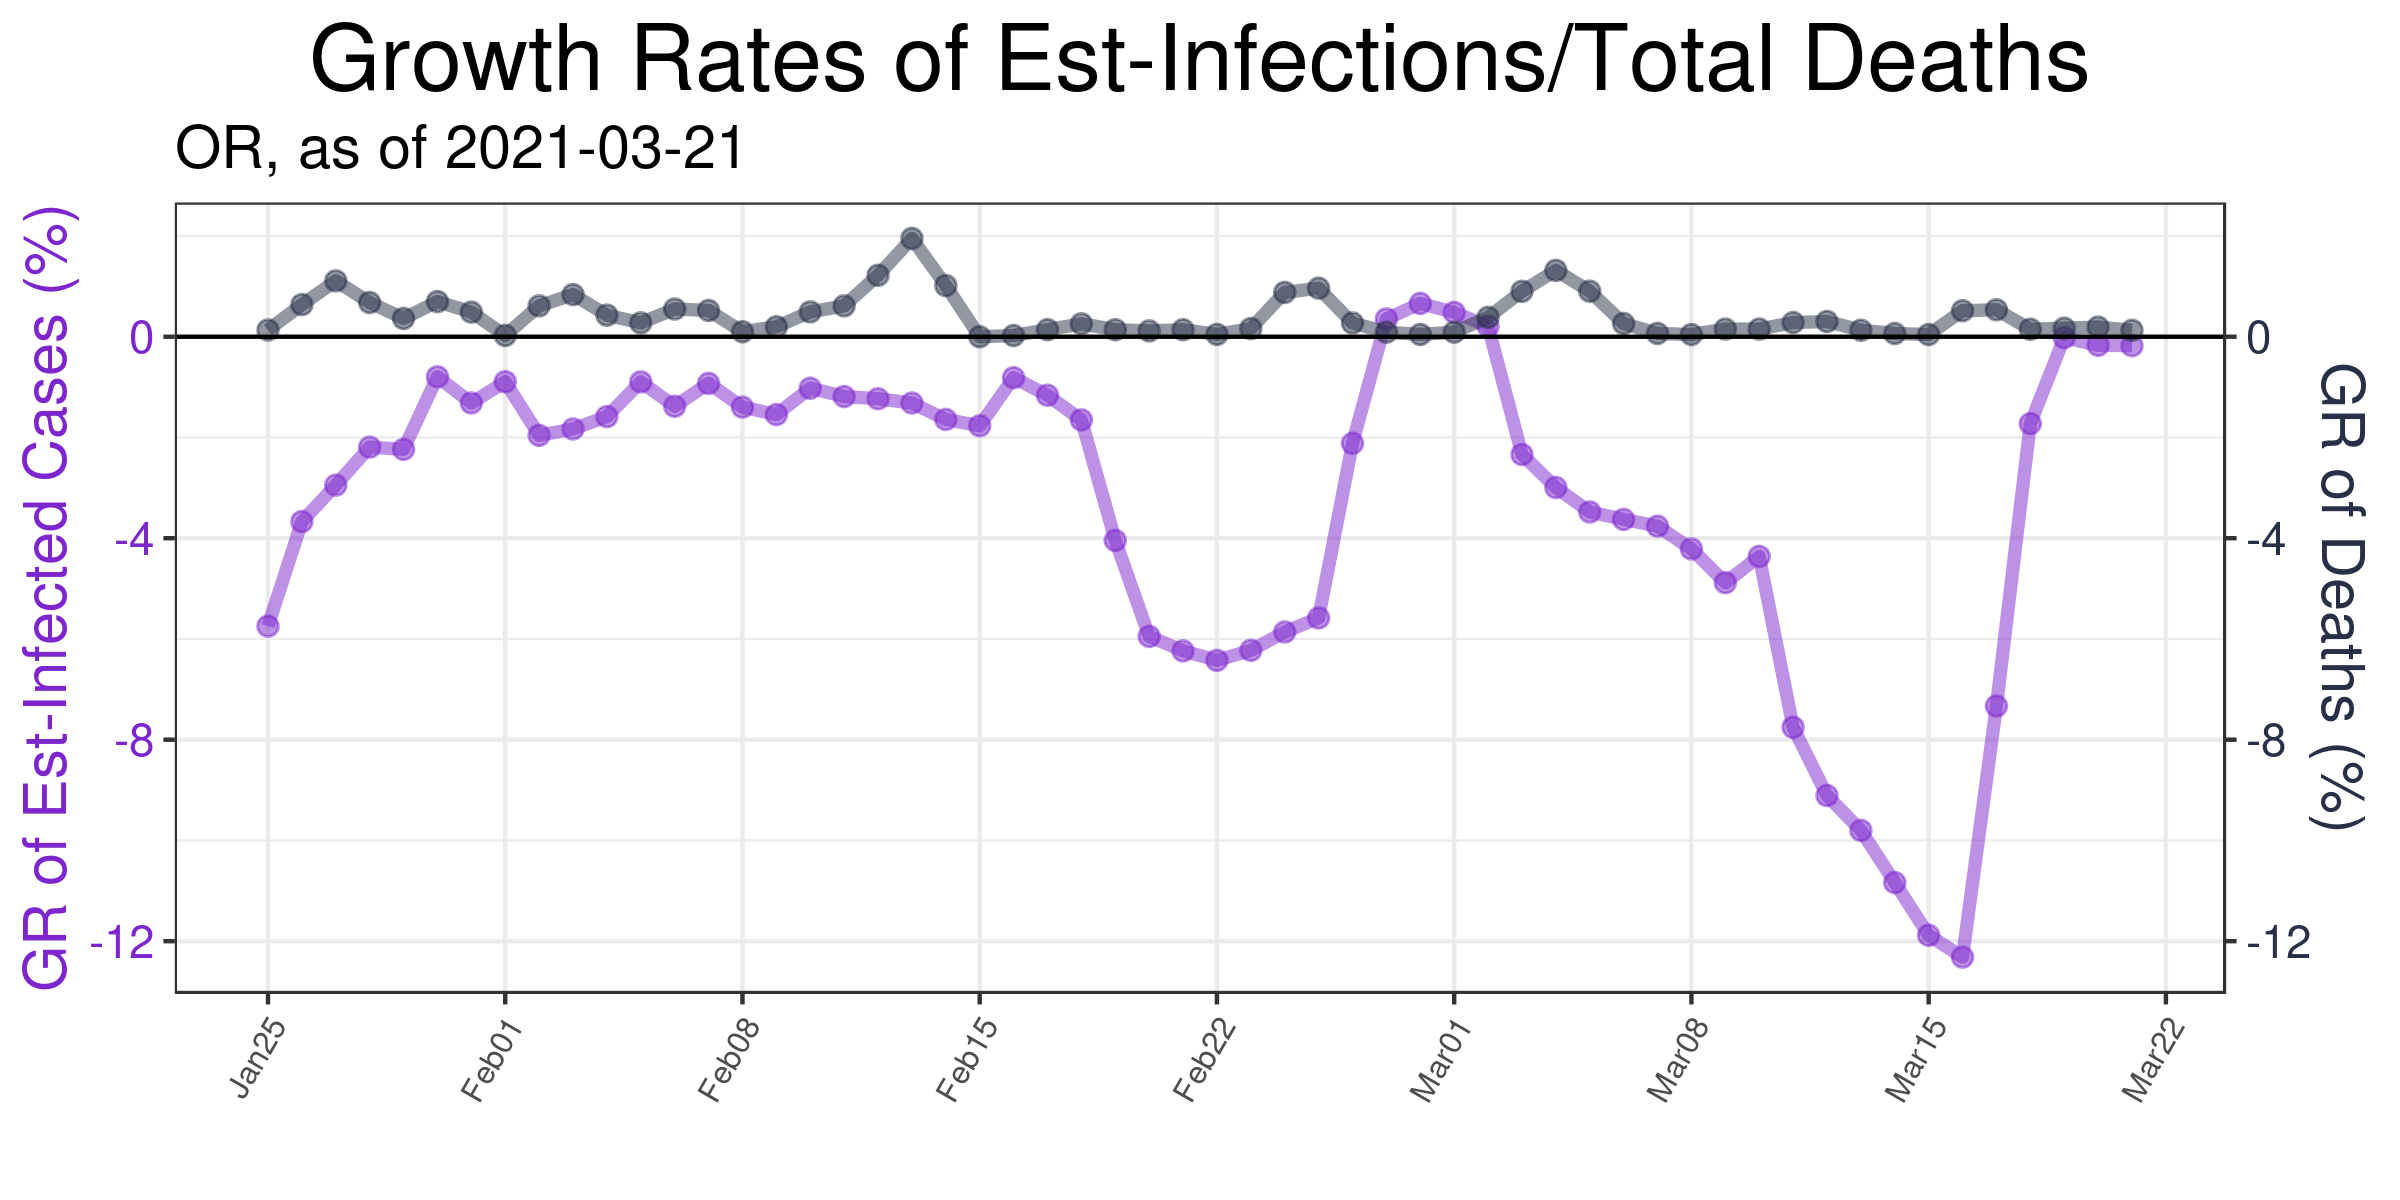 Growth Rates of Est-Infections/Total Deaths
OR, as of 2021-03-21
GR of Est-Infected Cases (%)
0
-4
-8
-12
0
-4
-8
-12
GR of Deaths (%)
Jan25
Feb01
Feb08
Feb15
Feb22
Mar01
Mar08
Mar15
Mar22